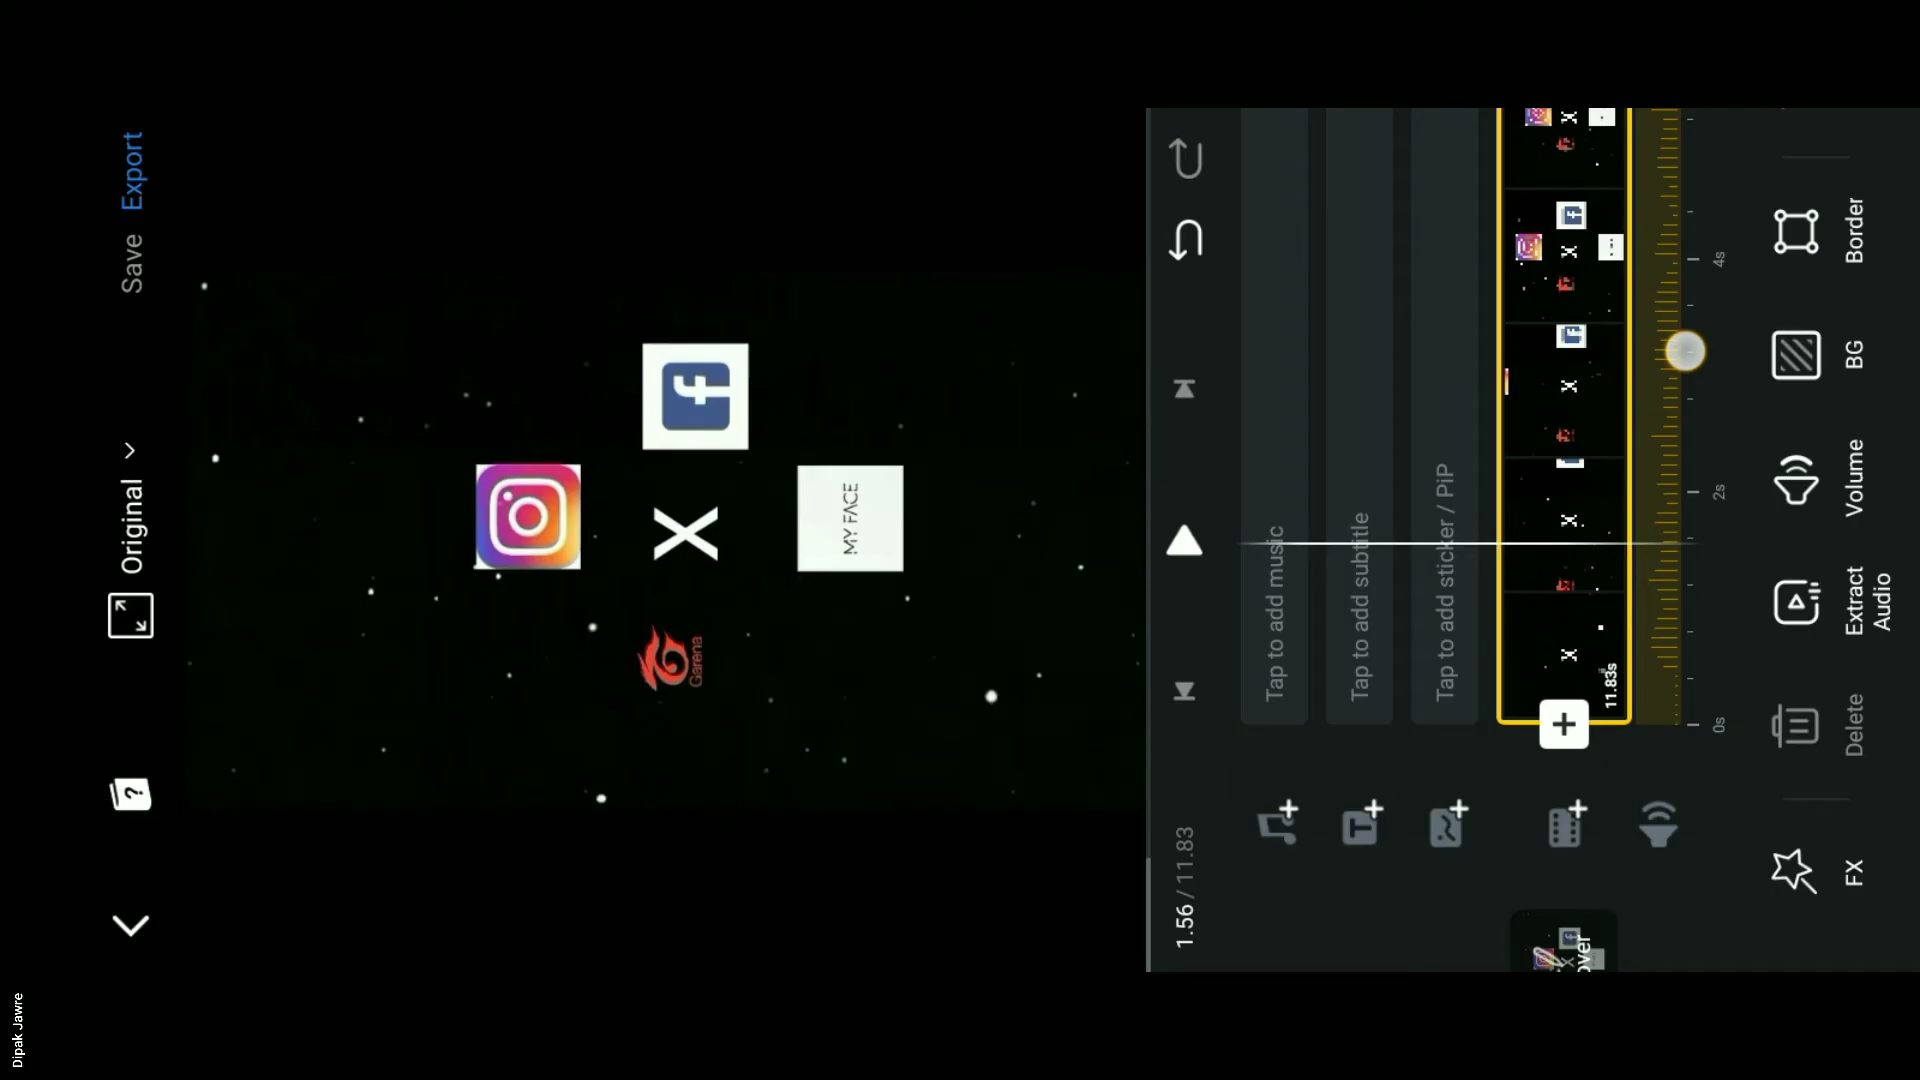 Original
Save
Export
X
Garena
MY FACE
1.56 / 11.83
Tap to add music
Tap to add subtitle
Tap to add sticker / PiP
11.83s
0s
2s
4s
FX
Delete
Extract
Audio
Volume
BG
Border
Dipak Jawre